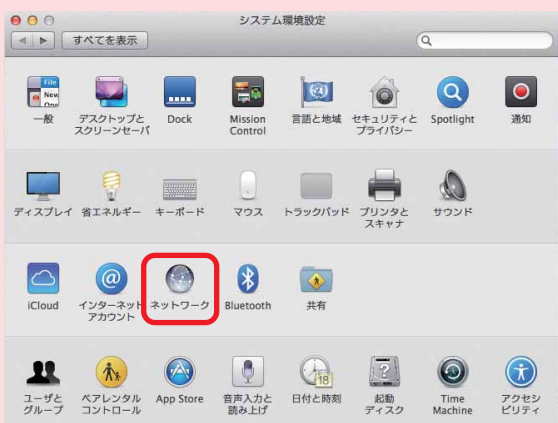 システム環境設定
すべてを表示
File
New
一般
デスクトップと
スクリーンセーバ
Dock
Mission
Control
言語と地域
セキュリティと
プライバシー
Spotlight
通知
ディスプレイ
省エネルギー
キーボード
マウス
トラックパッド
プリンタと
スキャナ
サウンド
iCloud
インターネット
アカウント
ネットワーク
Bluetooth
共有
ユーザと
グループ
ペアレンタル
コントロール
App Store
音声入力と
読み上げ
18
日付と時刻
起動
ディスク
Time
Machine
アクセシ
ビリティ